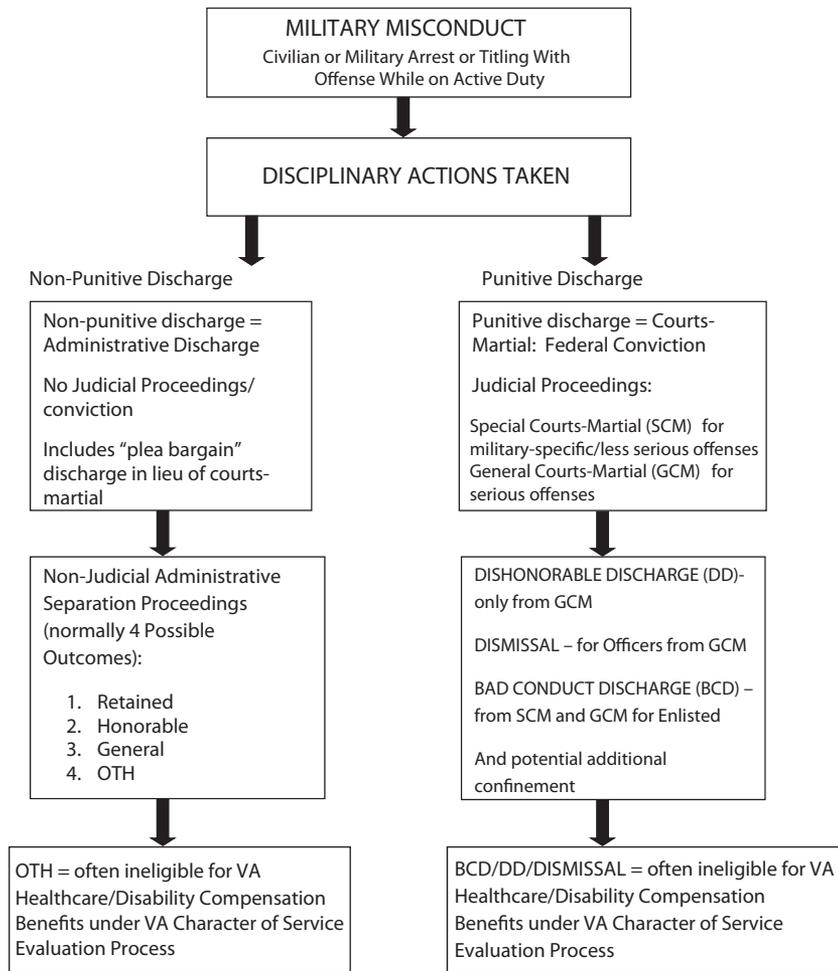 MILITARY MISCONDUCT
Civilian or Military Arrest or Titling With
Offense While on Active Duty
DISCIPLINARY ACTIONS TAKEN
Non-Punitive Discharge
Non-punitive discharge =
Administrative Discharge
No Judicial Proceedings/
conviction
Includes “plea bargain”
discharge in lieu of courts-
martial
Non-Judicial Administrative
Separation Proceedings
(normally 4 Possible
Outcomes):
1. Retained
2. Honorable
3. General
4. OTH
OTH = often ineligible for VA
Healthcare/Disability Compensation
Benefits under VA Character of Service
Evaluation Process
Punitive Discharge
Punitive discharge = Courts-
Martial: Federal Conviction
Judicial Proceedings:
Special Courts-Martial (SCM) for
military-specific/less serious offenses
General Courts-Martial (GCM) for
serious offenses
DISHONORABLE DISCHARGE (DD)-
only from GCM
DISMISSAL – for Officers from GCM
BAD CONDUCT DISCHARGE (BCD) –
from SCM and GCM for Enlisted
And potential additional
confinement
BCD/DD/DISMISSAL = often ineligible for VA
Healthcare/Disability Compensation
Benefits under VA Character of Service
Evaluation Process